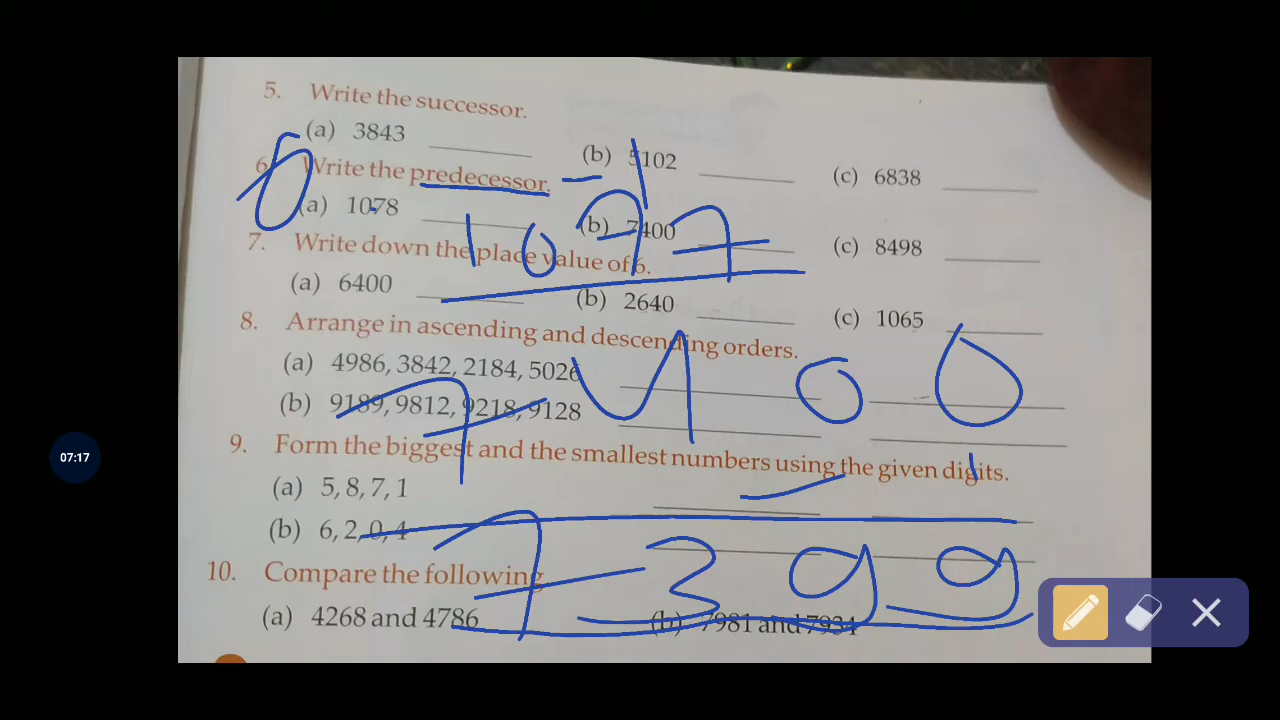 5. Write the successor.
(a) 3843 (b) 5102 (c) 6838
6. Write the predecessor.
(a) 1078 (b) 7400 (c) 8498
1077
7. Write down the place value of 6.
(a) 6400 (b) 2640 (c) 1065
8. Arrange in ascending and descending orders.
(a) 4986, 3842, 2184, 5026
7400
(b) 9189, 9812, 9218, 9128
9. Form the biggest and the smallest numbers using the given digits.
(a) 5, 8, 7, 1
(b) 6, 2, 0, 4
7399
10. Compare the following.
(a) 4268 and 4786 (b) 7981 and 7934
07:17